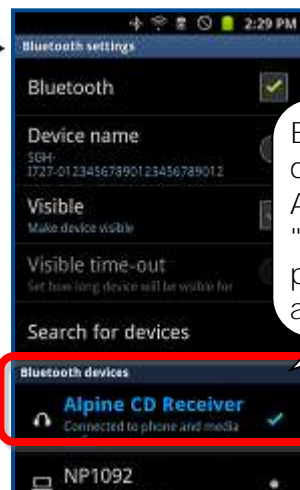 2:29 PM
Bluetooth settings
Bluetooth
Device name
SGH-
I727-01234567890123456789012
Visible
Make device visible
Visible time-out
Set how long device will be visible for
Search for devices
Bluetooth devices
Alpine CD Receiver
Connected to phone and media
NP1092